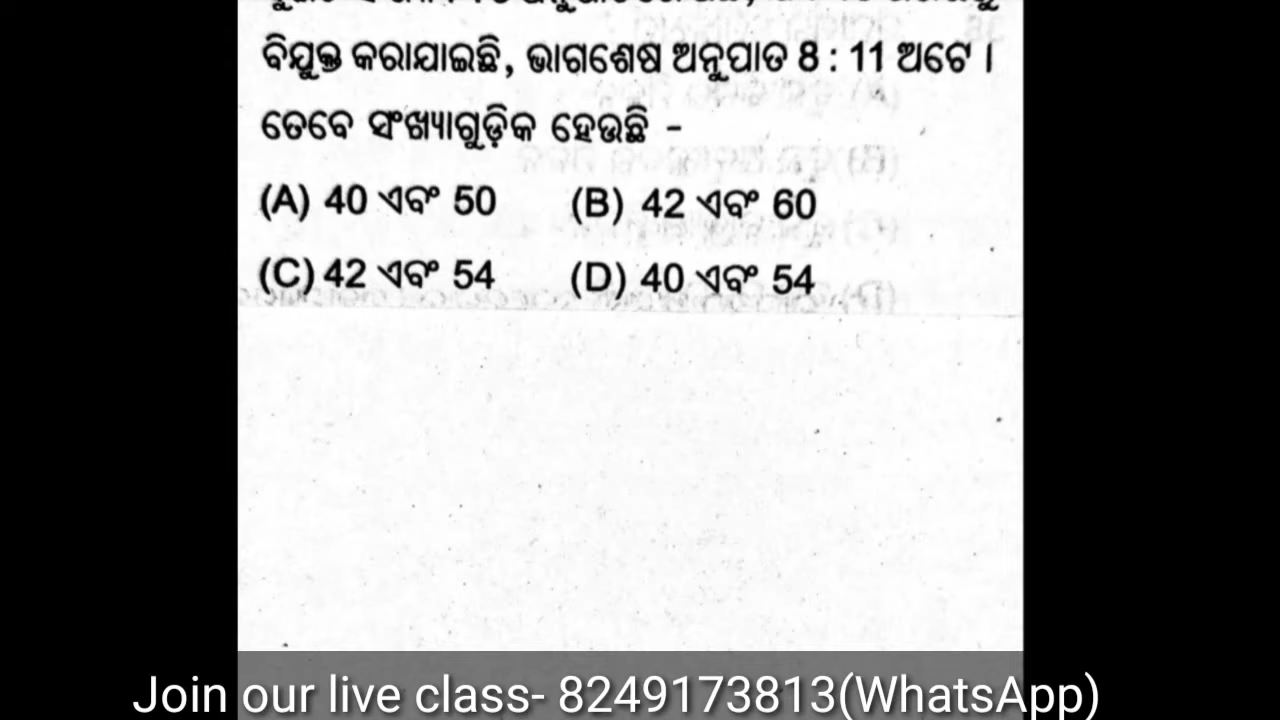 ବିଯୁକ୍ତ କରାଯାଇଛି, ଭାଗଶେଷ ଅନୁପାତ 8 : 11 ଅଟେ ।
ତେବେ ସଂଖ୍ୟାଗୁଡ଼ିକ ହେଉଛି -
(A) 40 ଏବଂ 50 (B) 42 ଏବଂ 60
(C) 42 ଏବଂ 54 (D) 40 ଏବଂ 54
Join our live class- 8249173813(WhatsApp)